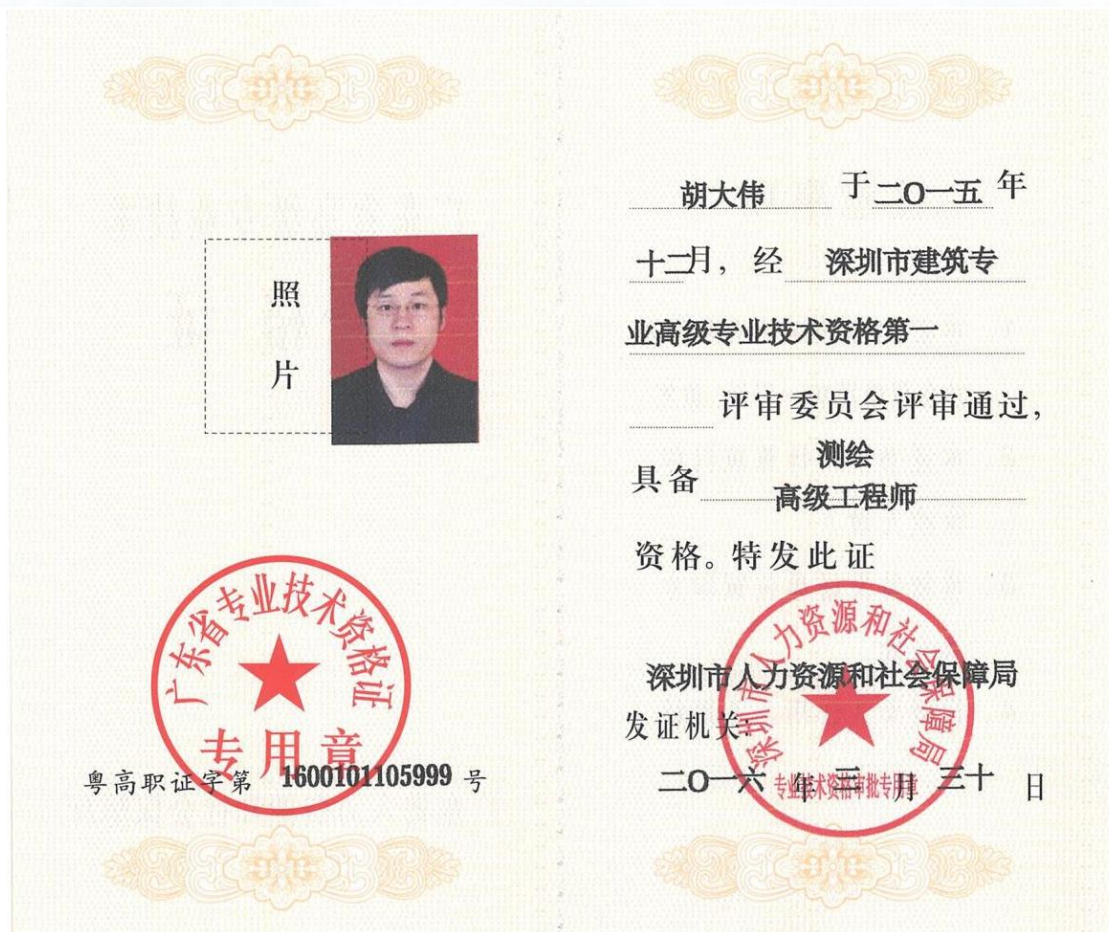 照
片
广东省专业技术资格证
专用章
粤高职证字第 1600101105999 号
胡大伟 于二O一五 年
十二月，经 深圳市建筑专
业高级专业技术资格第一
评审委员会评审通过，
具备 测绘
高级工程师
资格。特发此证
深圳市人力资源和社会保障局
深圳市人力资源和社会保障局
发证机关：
二O一六 年 三 月 三十 日
专业技术资格审批专用章